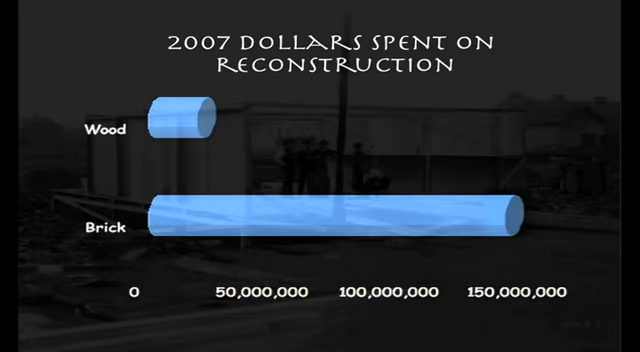 2007 DOLLARS SPENT ON
RECONSTRUCTION
Wood
Brick
0 50,000,000 100,000,000 150,000,000